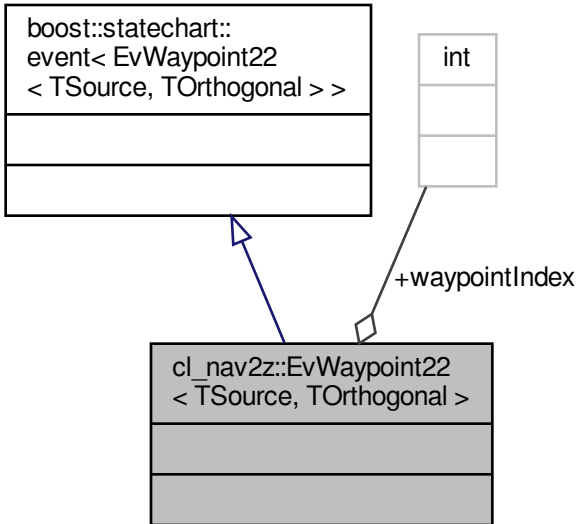 boost::statechart::
event< EvWaypoint22
< TSource, TOrthogonal > >
int
+waypointIndex
cl_nav2z::EvWaypoint22
< TSource, TOrthogonal >